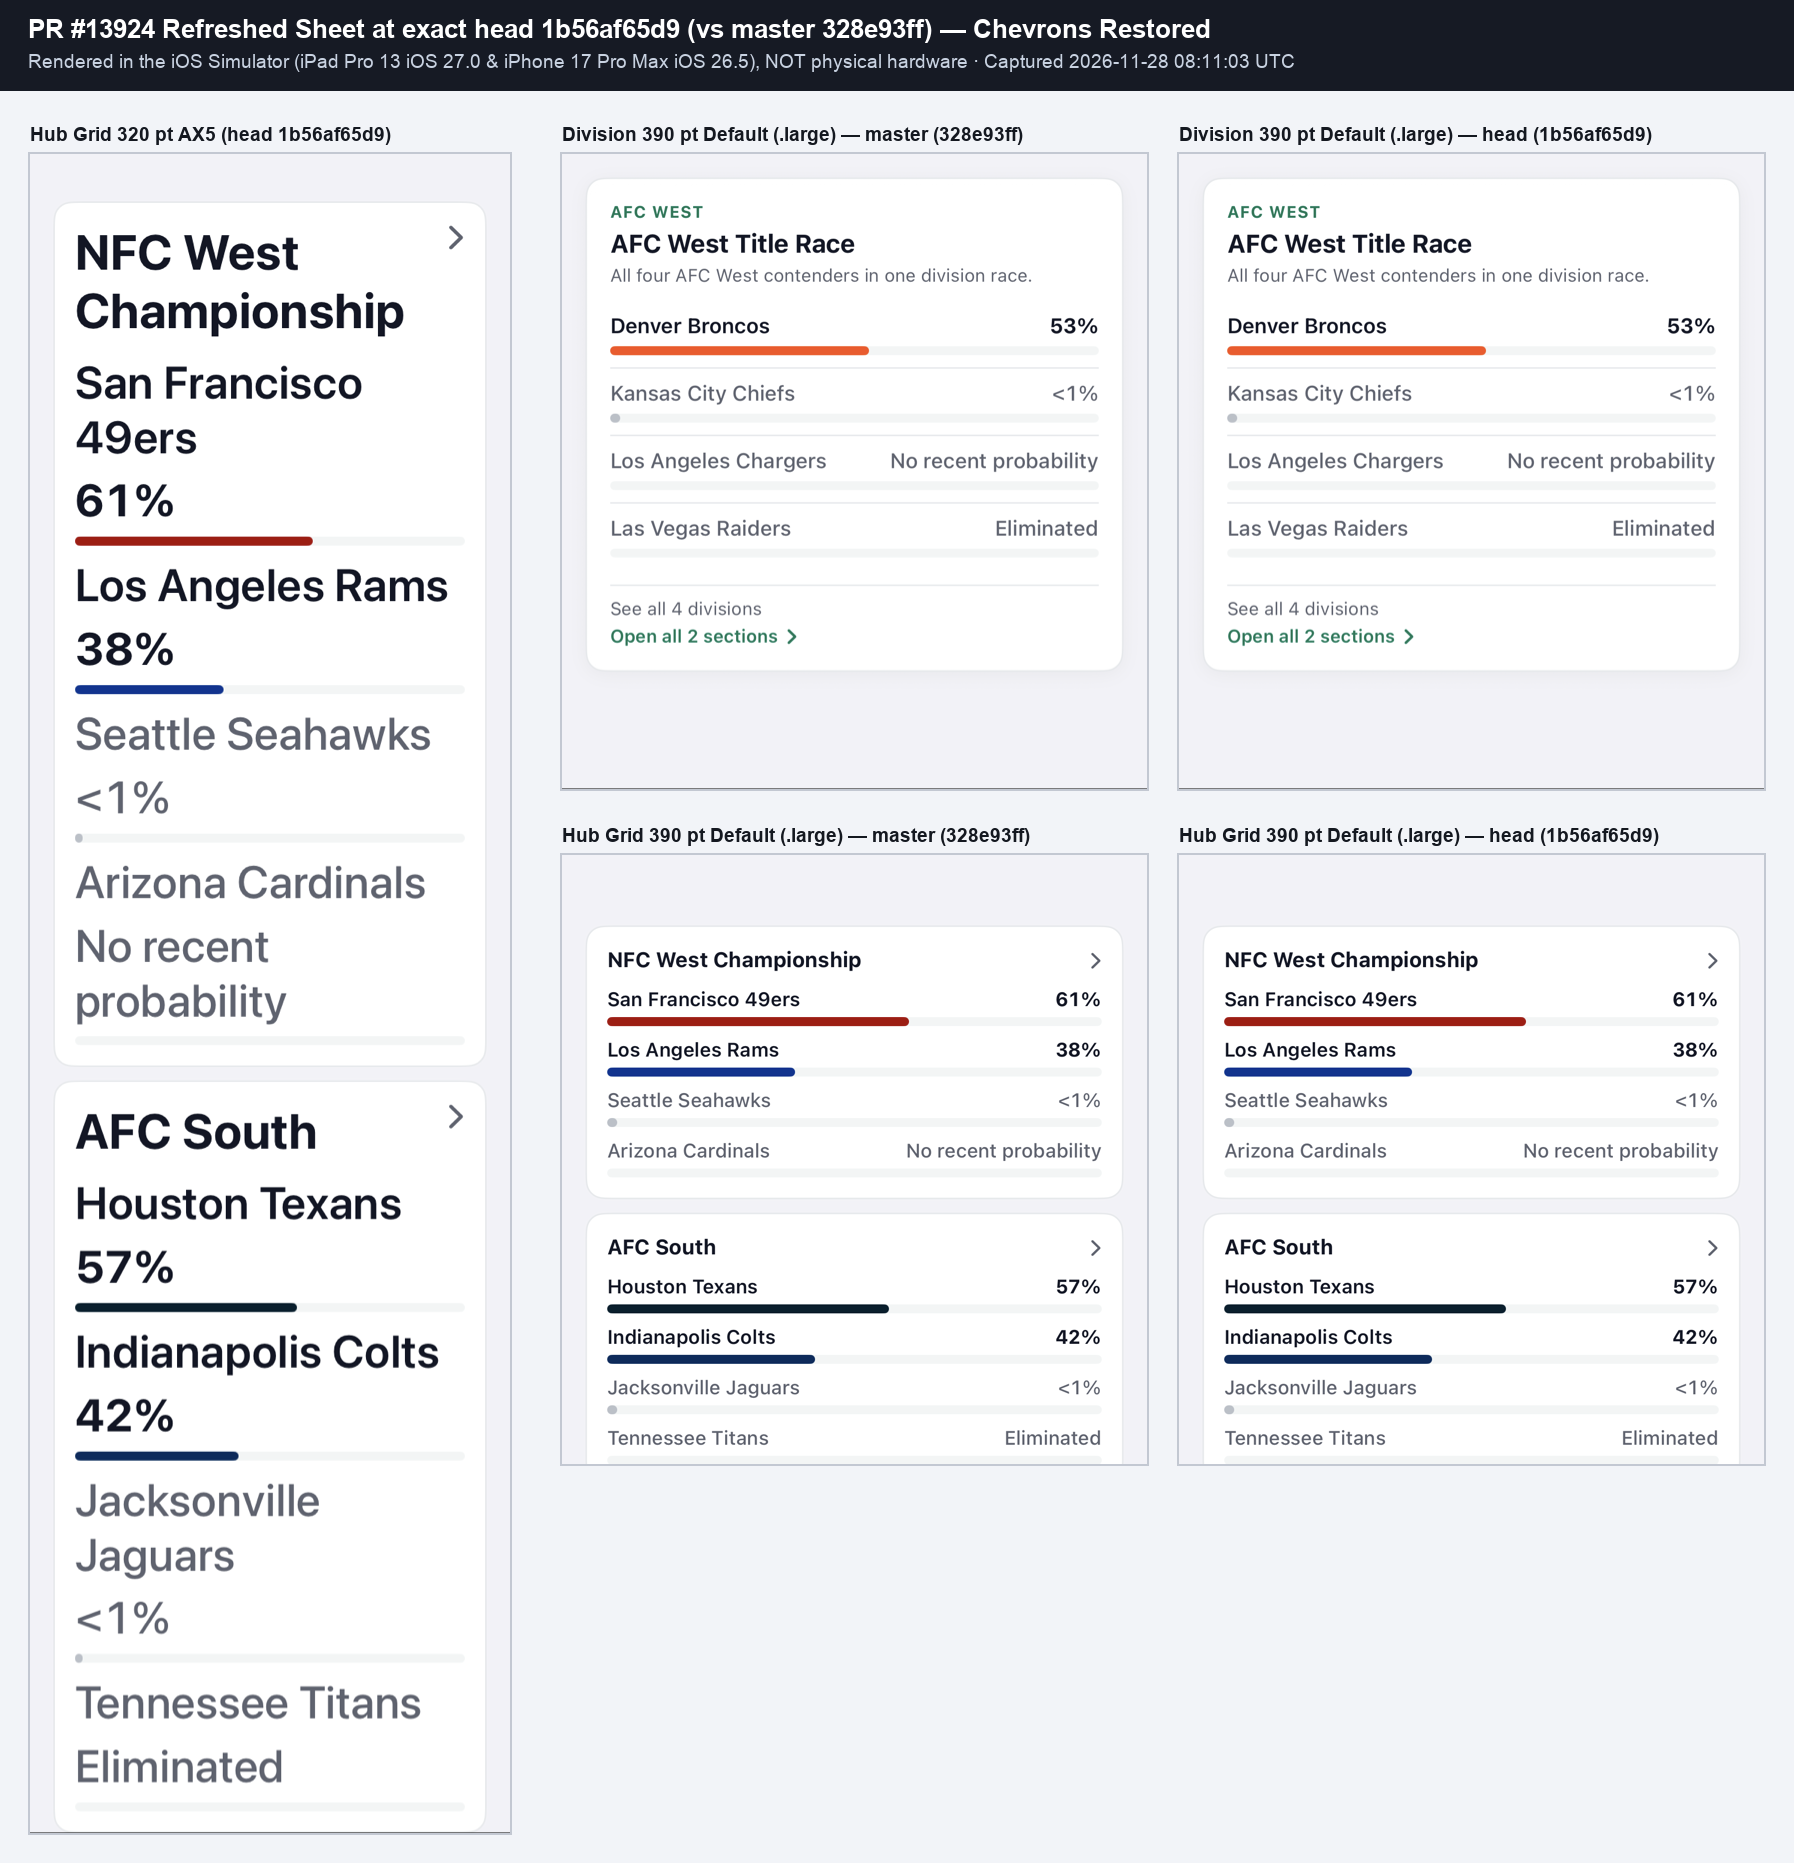 PR #13924 Refreshed Sheet at exact head 1b56af65d9 (vs master 328e93ff) — Chevrons Restored
Rendered in the iOS Simulator (iPad Pro 13 iOS 27.0 & iPhone 17 Pro Max iOS 26.5), NOT physical hardware · Captured 2026-11-28 08:11:03 UTC
Hub Grid 320 pt AX5 (head 1b56af65d9)
NFC West
Championship
San Francisco
49ers
61%
Los Angeles Rams
38%
Seattle Seahawks
<1%
Arizona Cardinals
No recent
probability
AFC South
Houston Texans
57%
Indianapolis Colts
42%
Jacksonville
Jaguars
<1%
Tennessee Titans
Eliminated
Division 390 pt Default (.large) — master (328e93ff)
AFC WEST
AFC West Title Race
All four AFC West contenders in one division race.
Denver Broncos 53%
Kansas City Chiefs <1%
Los Angeles Chargers No recent probability
Las Vegas Raiders Eliminated
See all 4 divisions
Open all 2 sections
Division 390 pt Default (.large) — head (1b56af65d9)
AFC WEST
AFC West Title Race
All four AFC West contenders in one division race.
Denver Broncos 53%
Kansas City Chiefs <1%
Los Angeles Chargers No recent probability
Las Vegas Raiders Eliminated
See all 4 divisions
Open all 2 sections
Hub Grid 390 pt Default (.large) — master (328e93ff)
NFC West Championship
San Francisco 49ers 61%
Los Angeles Rams 38%
Seattle Seahawks <1%
Arizona Cardinals No recent probability
AFC South
Houston Texans 57%
Indianapolis Colts 42%
Jacksonville Jaguars <1%
Tennessee Titans Eliminated
Hub Grid 390 pt Default (.large) — head (1b56af65d9)
NFC West Championship
San Francisco 49ers 61%
Los Angeles Rams 38%
Seattle Seahawks <1%
Arizona Cardinals No recent probability
AFC South
Houston Texans 57%
Indianapolis Colts 42%
Jacksonville Jaguars <1%
Tennessee Titans Eliminated